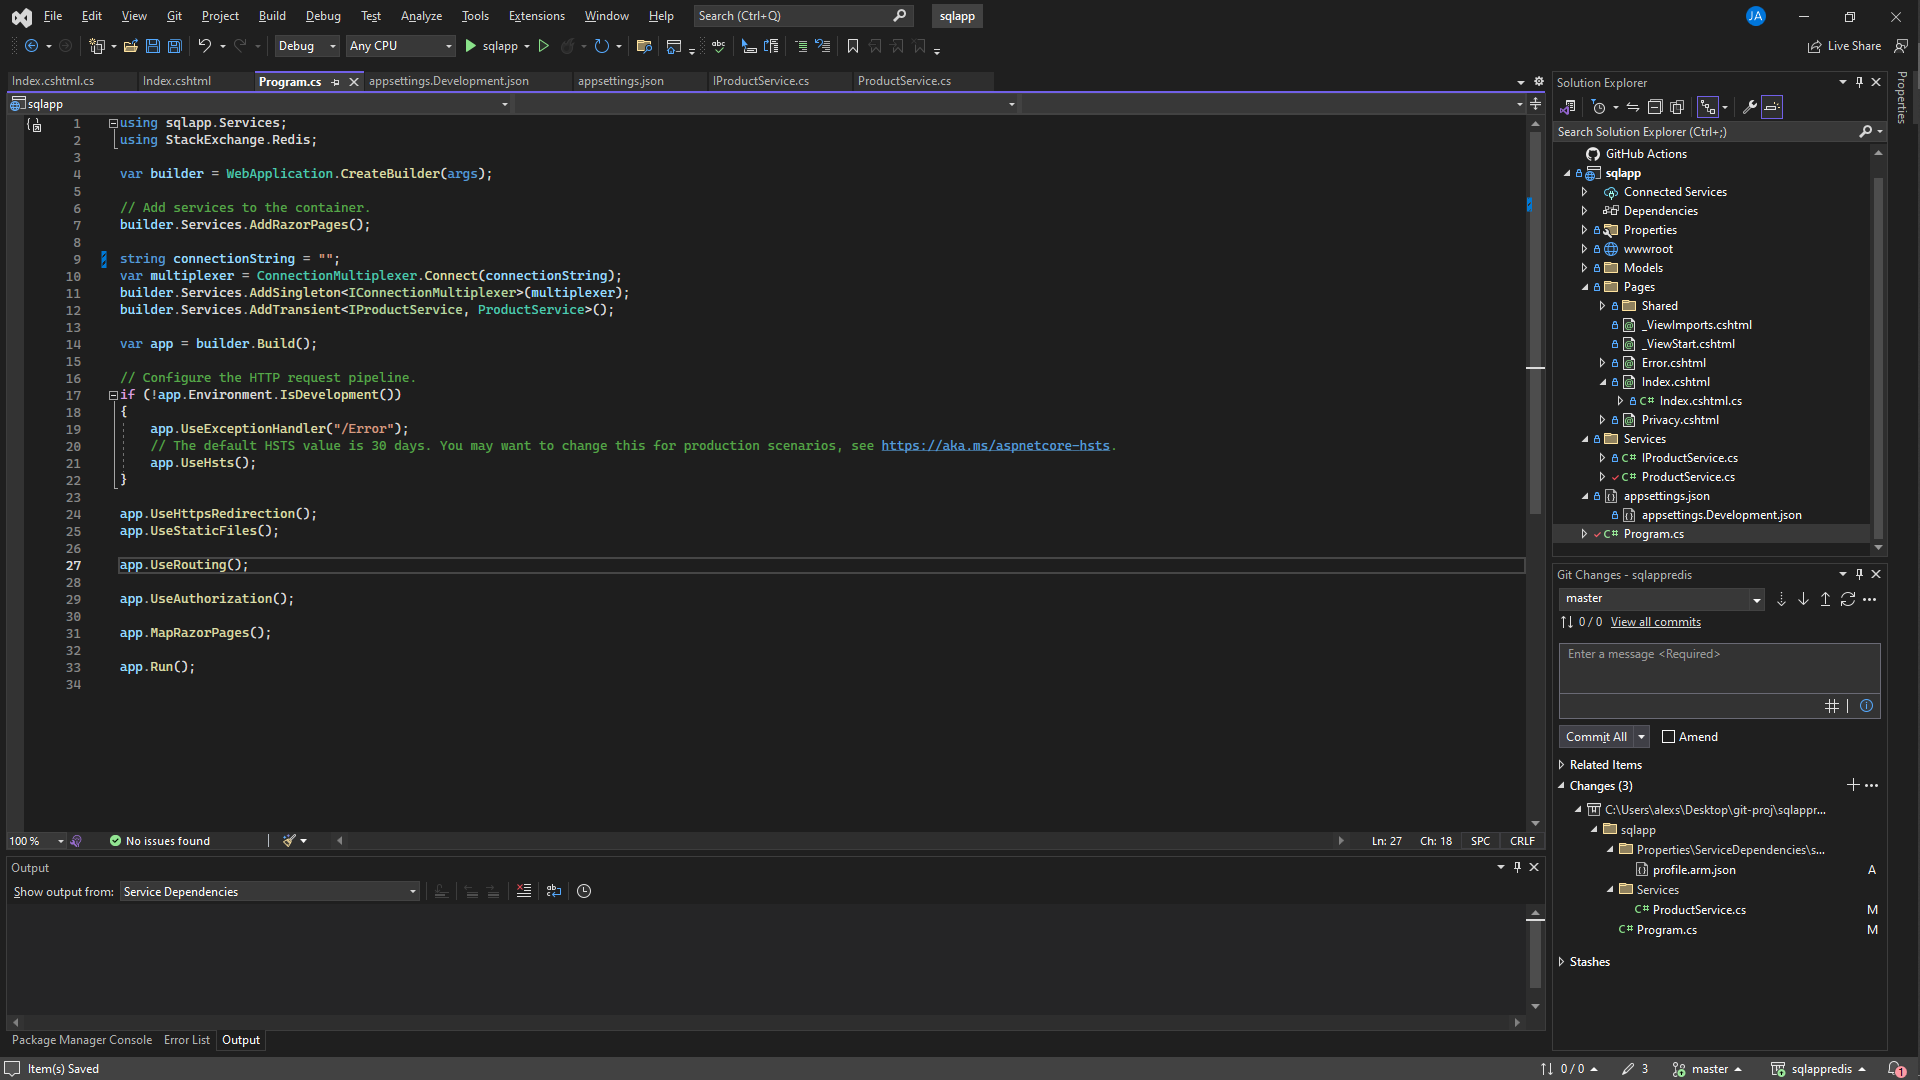 File Edit View Git Project Build Debug Test Analyze Tools Extensions Window Help Search (Ctrl+Q) sqlapp JA
Debug Any CPU sqlapp Live Share
Index.cshtml.cs Index.cshtml Program.cs appsettings.Development.json appsettings.json IProductService.cs ProductService.cs
sqlapp
1 using sqlapp.Services;
2 using StackExchange.Redis;
3
4 var builder = WebApplication.CreateBuilder(args);
5
6 // Add services to the container.
7 builder.Services.AddRazorPages();
8
9 string connectionString = "";
10 var multiplexer = ConnectionMultiplexer.Connect(connectionString);
11 builder.Services.AddSingleton<IConnectionMultiplexer>(multiplexer);
12 builder.Services.AddTransient<IProductService, ProductService>();
13
14 var app = builder.Build();
15
16 // Configure the HTTP request pipeline.
17 if (!app.Environment.IsDevelopment())
18 {
19 app.UseExceptionHandler("/Error");
20 // The default HSTS value is 30 days. You may want to change this for production scenarios, see https://aka.ms/aspnetcore-hsts.
21 app.UseHsts();
22 }
23
24 app.UseHttpsRedirection();
25 app.UseStaticFiles();
26
27 app.UseRouting();
28
29 app.UseAuthorization();
30
31 app.MapRazorPages();
32
33 app.Run();
34
100 % No issues found Ln: 27 Ch: 18 SPC CRLF
Output
Show output from: Service Dependencies
Package Manager Console Error List Output
Solution Explorer
Search Solution Explorer (Ctrl+;)
GitHub Actions
sqlapp
Connected Services
Dependencies
Properties
wwwroot
Models
Pages
Shared
_ViewImports.cshtml
_ViewStart.cshtml
Error.cshtml
Index.cshtml
C# Index.cshtml.cs
Privacy.cshtml
Services
C# IProductService.cs
C# ProductService.cs
appsettings.json
appsettings.Development.json
C# Program.cs
Properties
Git Changes - sqlappredis
master
0 / 0 View all commits
Enter a message <Required>
Commit All Amend
Related Items
Changes (3)
C:\Users\alexs\Desktop\git-proj\sqlappr...
sqlapp
Properties\ServiceDependencies\s...
profile.arm.json A
Services
C# ProductService.cs M
C# Program.cs M
Stashes
Item(s) Saved 0 / 0 3 master sqlappredis 1